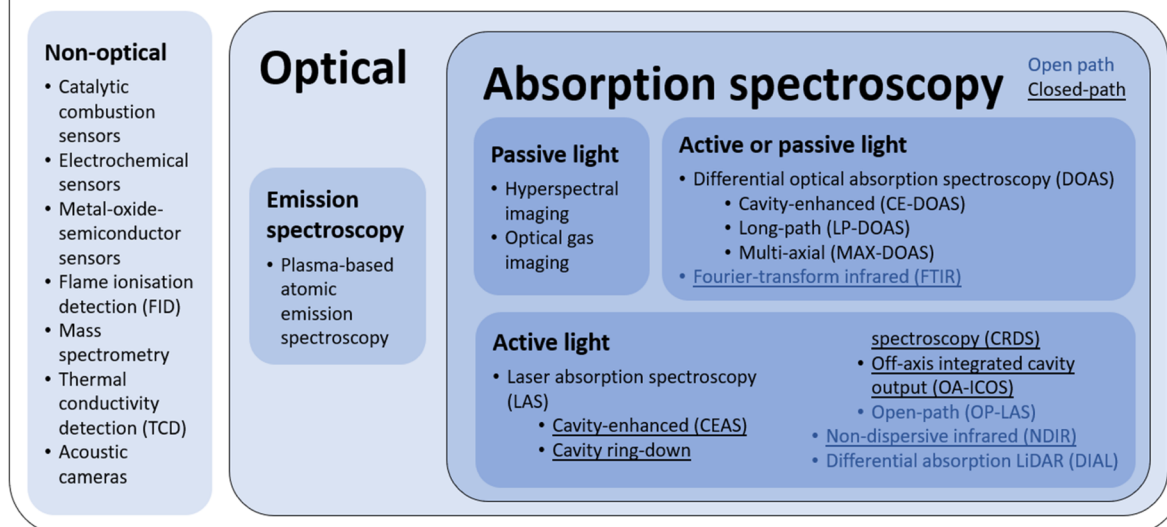 Non-optical
• Catalytic
combustion
sensors
• Electrochemical
sensors
• Metal-oxide-
semiconductor
sensors
• Flame ionisation
detection (FID)
• Mass
spectrometry
• Thermal
conductivity
detection (TCD)
• Acoustic
cameras
Optical
Emission
spectroscopy
• Plasma-based
atomic
emission
spectroscopy
Absorption spectroscopy
Open path
Closed-path
Passive light
• Hyperspectral
imaging
• Optical gas
imaging
Active or passive light
• Differential optical absorption spectroscopy (DOAS)
• Cavity-enhanced (CE-DOAS)
• Long-path (LP-DOAS)
• Multi-axial (MAX-DOAS)
• Fourier-transform infrared (FTIR)
Active light
• Laser absorption spectroscopy
(LAS)
• Cavity-enhanced (CEAS)
• Cavity ring-down
spectroscopy (CRDS)
• Off-axis integrated cavity
output (OA-ICOS)
• Open-path (OP-LAS)
• Non-dispersive infrared (NDIR)
• Differential absorption LiDAR (DIAL)